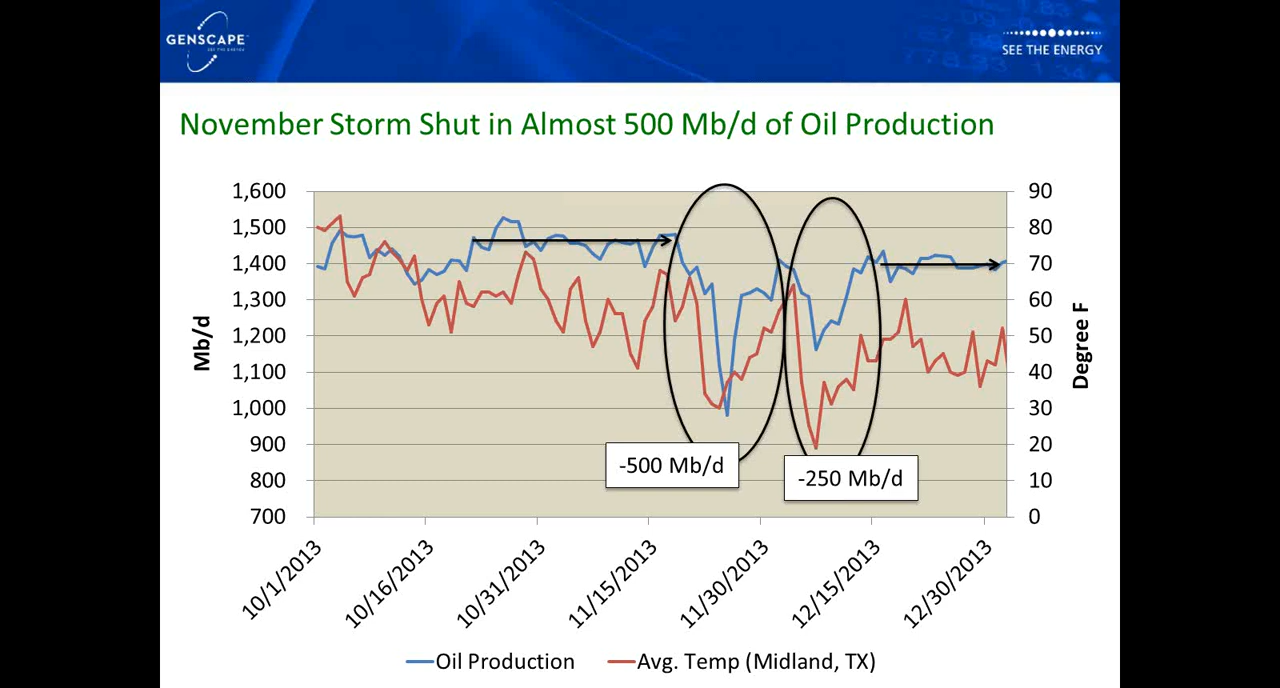 GENSCAPE
SEE THE ENERGY
SEE THE ENERGY
November Storm Shut in Almost 500 Mb/d of Oil Production
Mb/d
1,600
1,500
1,400
1,300
1,200
1,100
1,000
900
800
700
90
80
70
60
50
40
30
20
10
0
Degree F
-500 Mb/d
-250 Mb/d
10/1/2013
10/16/2013
10/31/2013
11/15/2013
11/30/2013
12/15/2013
12/30/2013
Oil Production
Avg. Temp (Midland, TX)